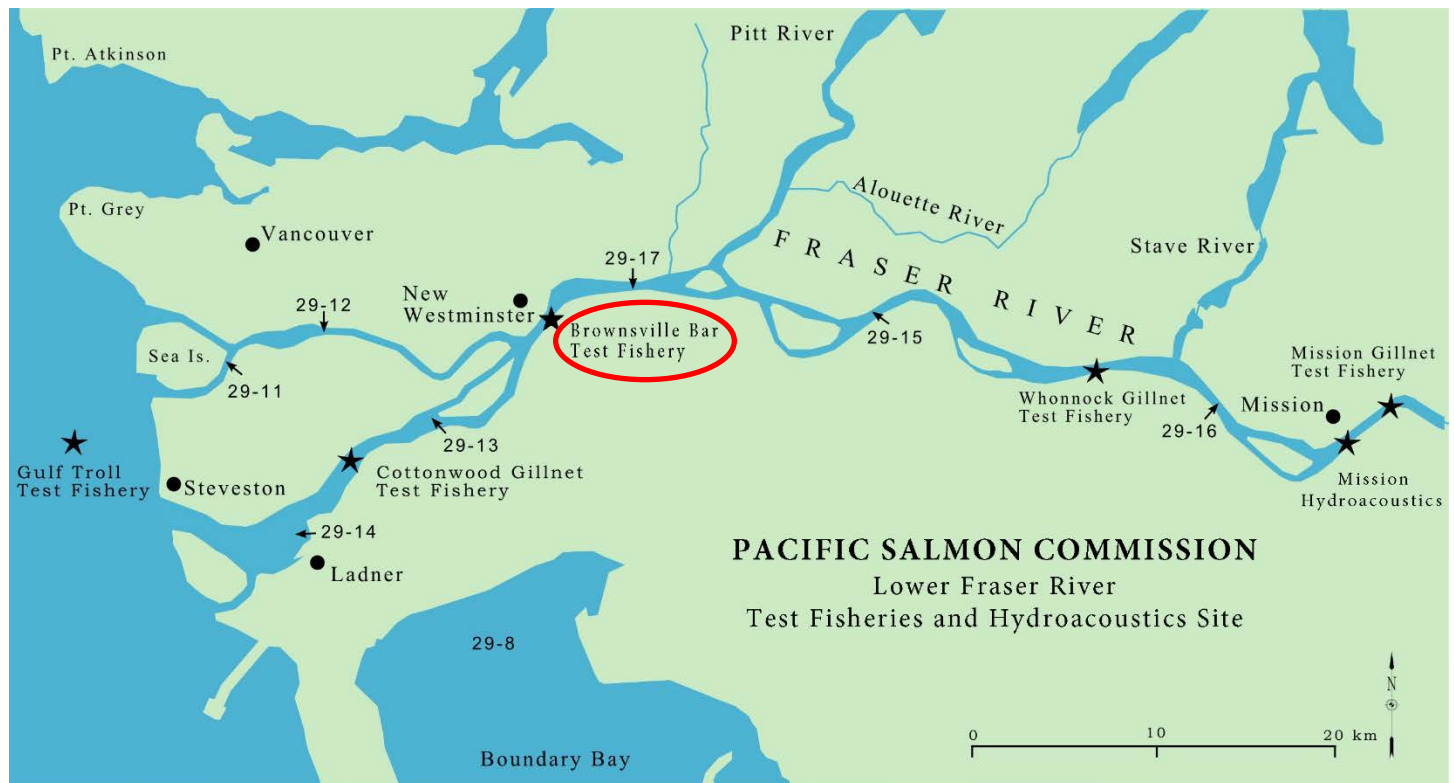 Pt. Atkinson
Pitt River
Pt. Grey
Vancouver
Alouette River
FRASER RIVER
Stave River
29-17
New
Westminster
29-12
Brownsville Bar
Test Fishery
29-15
Sea Is.
29-11
Mission Gillnet
Test Fishery
Whonnock Gillnet
Test Fishery
Mission
29-16
29-13
Gulf Troll
Test Fishery
Steveston
Cottonwood Gillnet
Test Fishery
Mission
Hydroacoustics
29-14
Ladner
PACIFIC SALMON COMMISSION
Lower Fraser River
Test Fisheries and Hydroacoustics Site
29-8
N
0 10 20 km
Boundary Bay